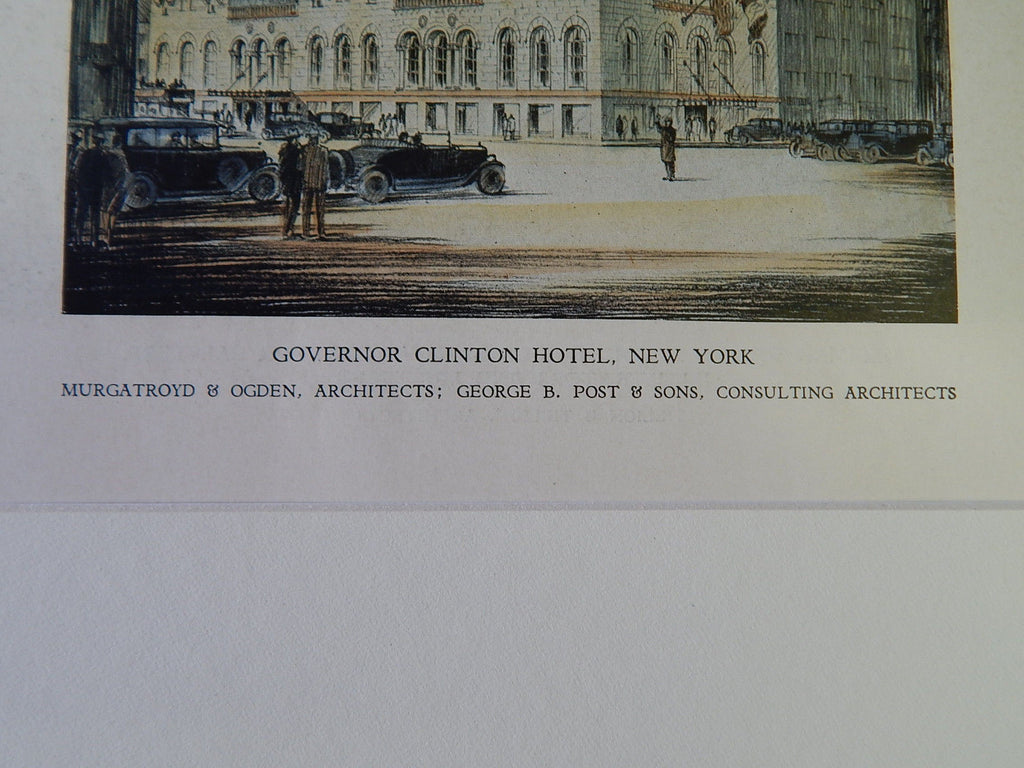 GOVERNOR CLINTON HOTEL, NEW YORK
MURGATROYD & OGDEN, ARCHITECTS; GEORGE B. POST & SONS, CONSULTING ARCHITECTS